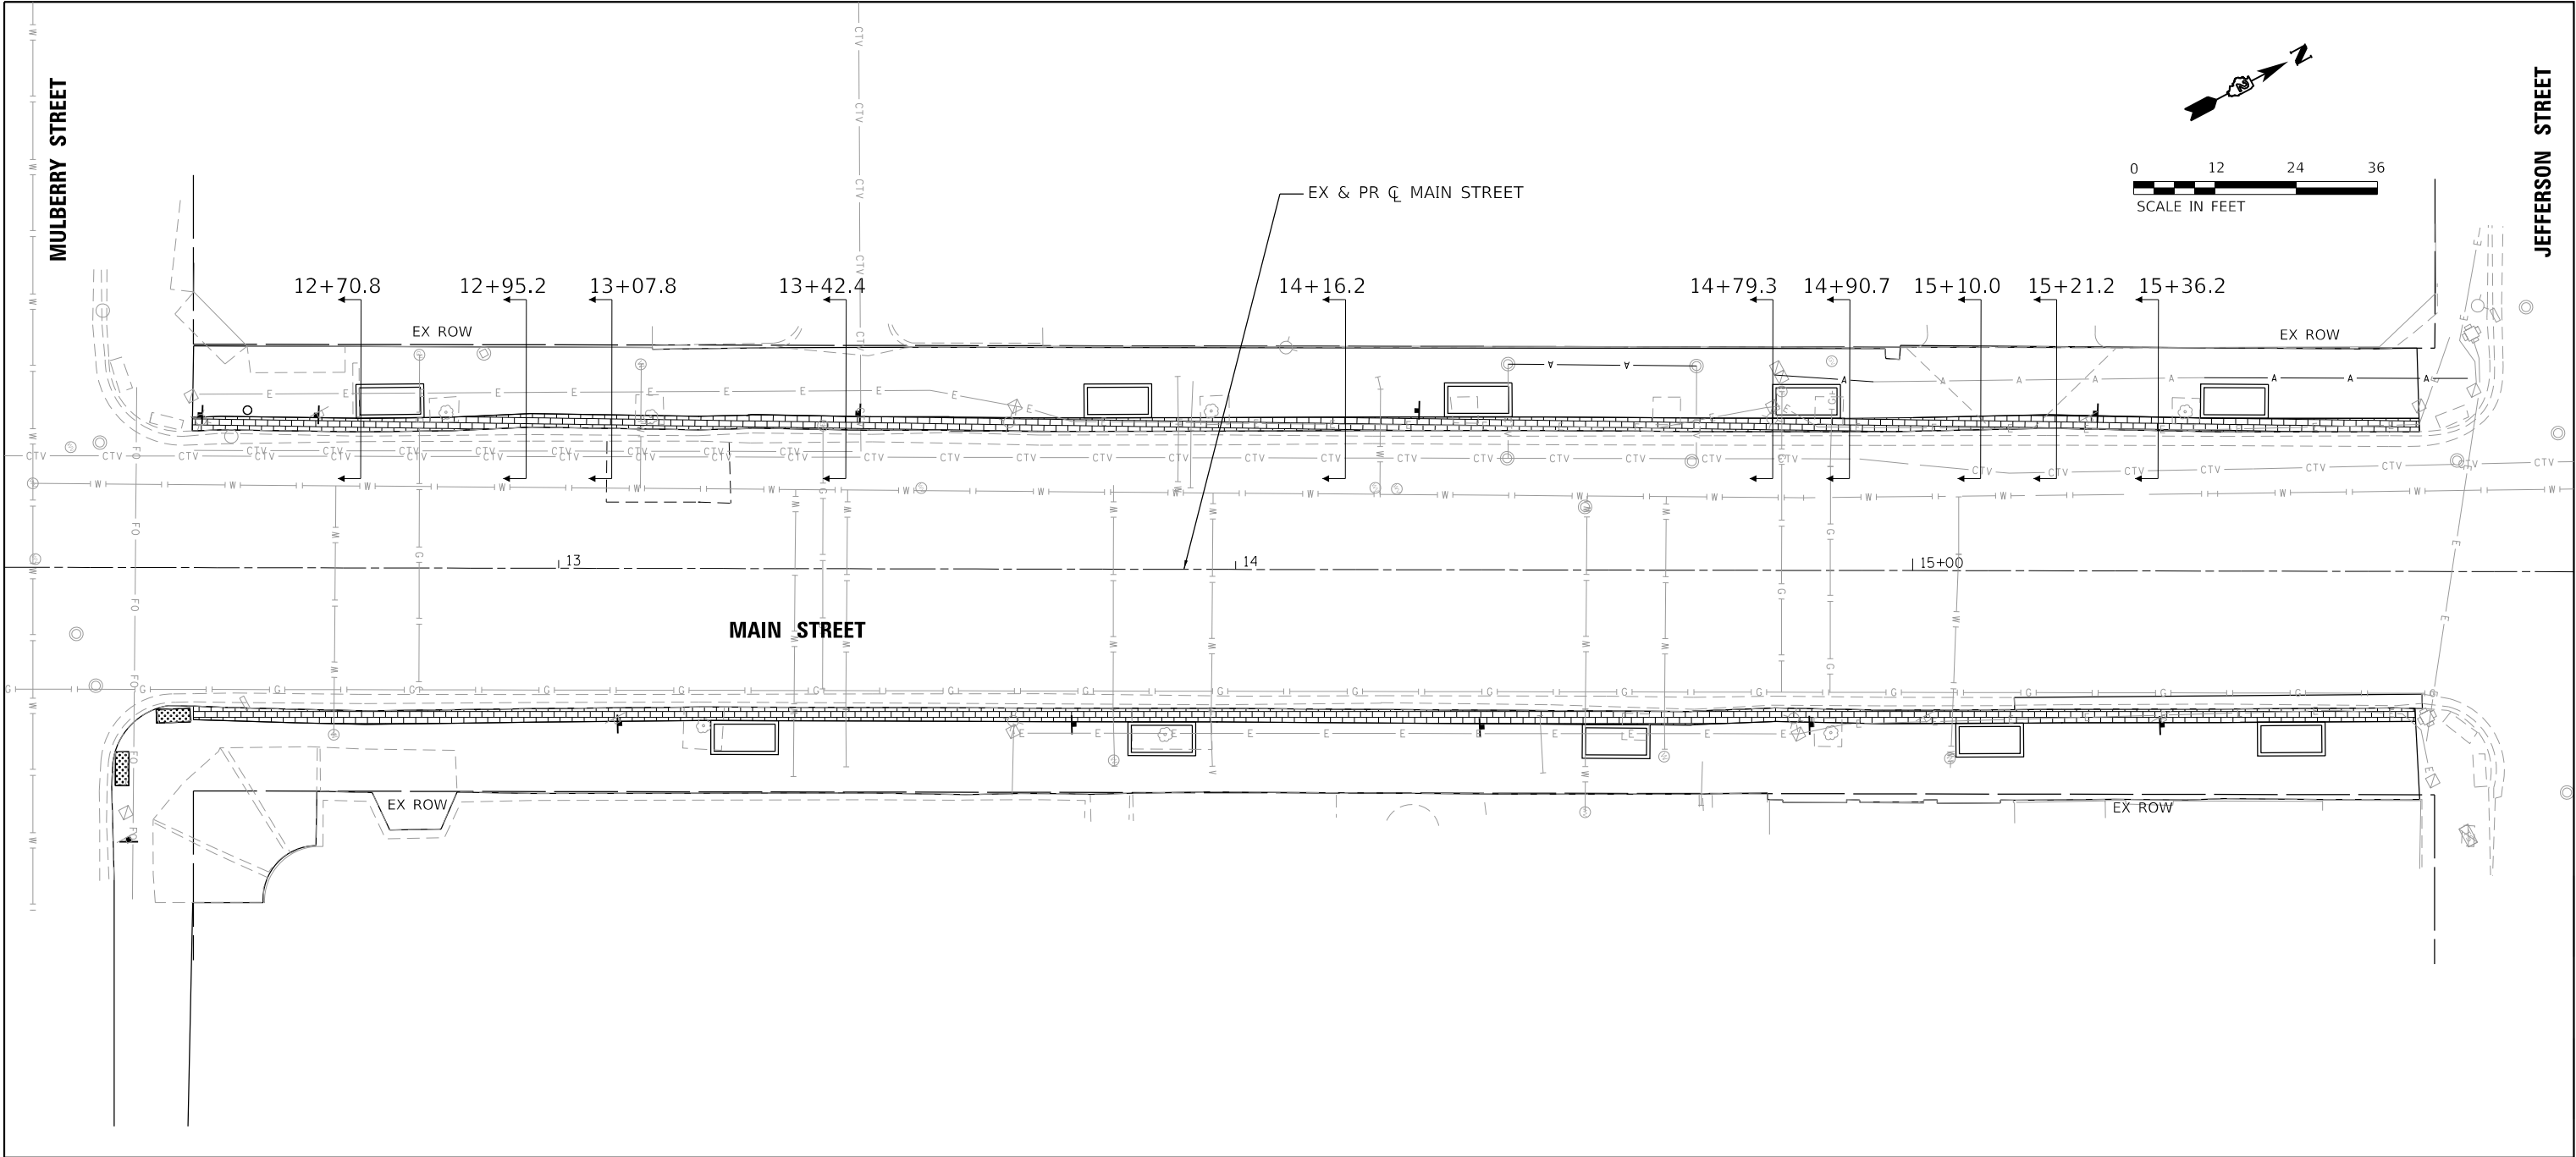 MULBERRY STREET
JEFFERSON STREET
N
0 12 24 36
SCALE IN FEET
EX & PR ℄ MAIN STREET
12+70.8 12+95.2 13+07.8 13+42.4 14+16.2 14+79.3 14+90.7 15+10.0 15+21.2 15+36.2
EX ROW
EX ROW
13 14 15+00
MAIN STREET
EX ROW
EX ROW